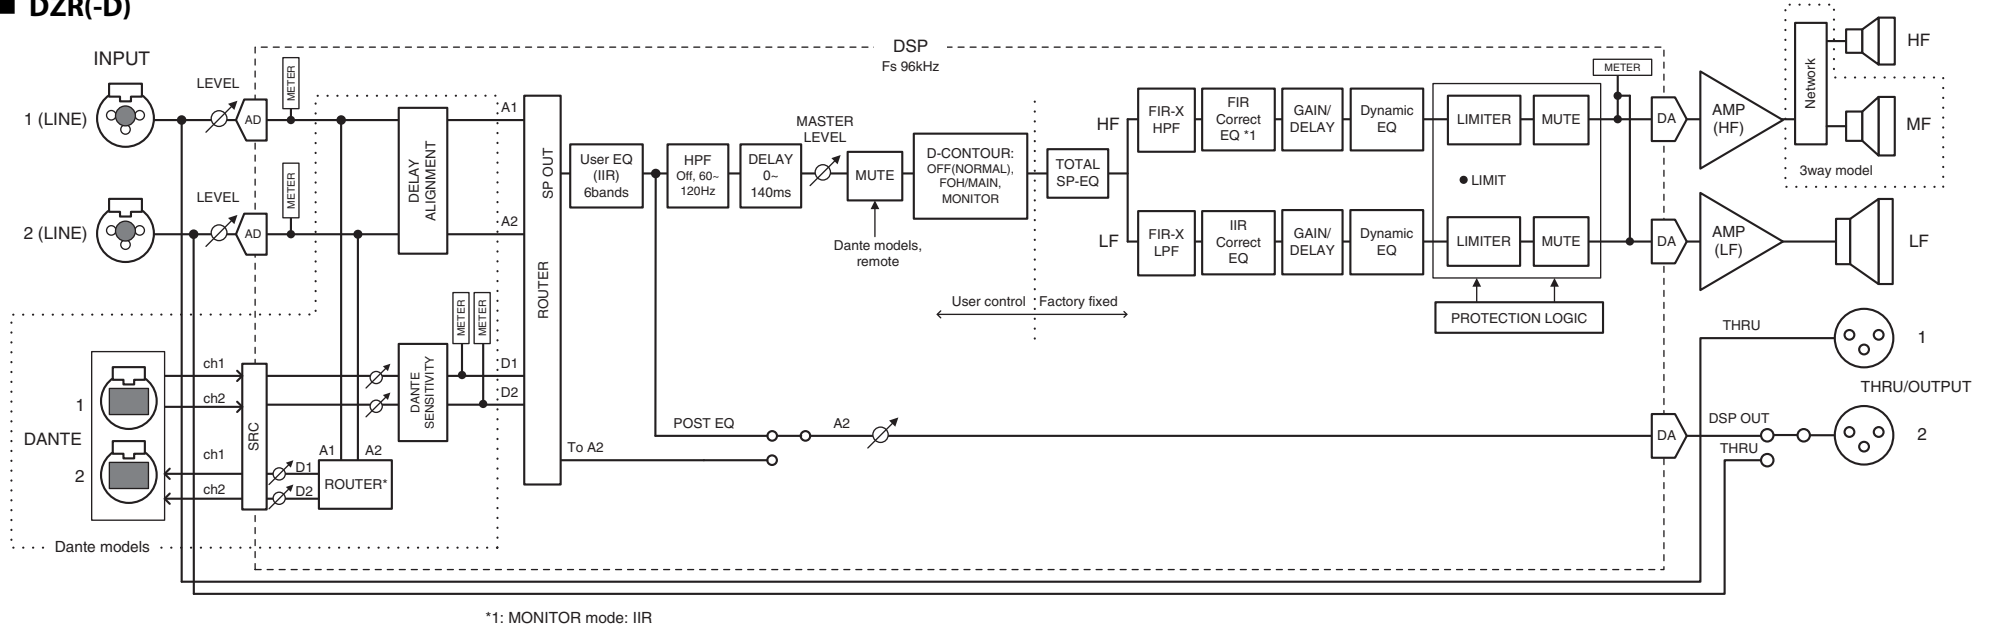 ■ DZR(-D)
INPUT
1 (LINE)
LEVEL
AD
METER
2 (LINE)
LEVEL
AD
METER
DELAY
ALIGNMENT
A1
A2
DANTE
1
2
ch1
ch2
ch1
ch2
SRC
D1
D2
A1
A2
ROUTER*
DANTE
SENSITIVITY
METER
METER
D1
D2
Dante models
SP OUT
ROUTER
DSP
Fs 96kHz
User EQ
(IIR)
6bands
HPF
Off, 60~
120Hz
DELAY
0~
140ms
MASTER
LEVEL
MUTE
Dante models,
remote
D-CONTOUR:
OFF(NORMAL),
FOH/MAIN,
MONITOR
User control
Factory fixed
TOTAL
SP-EQ
HF
FIR-X
HPF
FIR
Correct
EQ *1
GAIN/
DELAY
Dynamic
EQ
LIMITER
MUTE
● LIMIT
LF
FIR-X
LPF
IIR
Correct
EQ
GAIN/
DELAY
Dynamic
EQ
LIMITER
MUTE
PROTECTION LOGIC
METER
DA
AMP
(HF)
Network
HF
MF
3way model
DA
AMP
(LF)
LF
To A2
POST EQ
A2
DA
THRU
1
THRU/OUTPUT
DSP OUT
THRU
2
*1: MONITOR mode: IIR